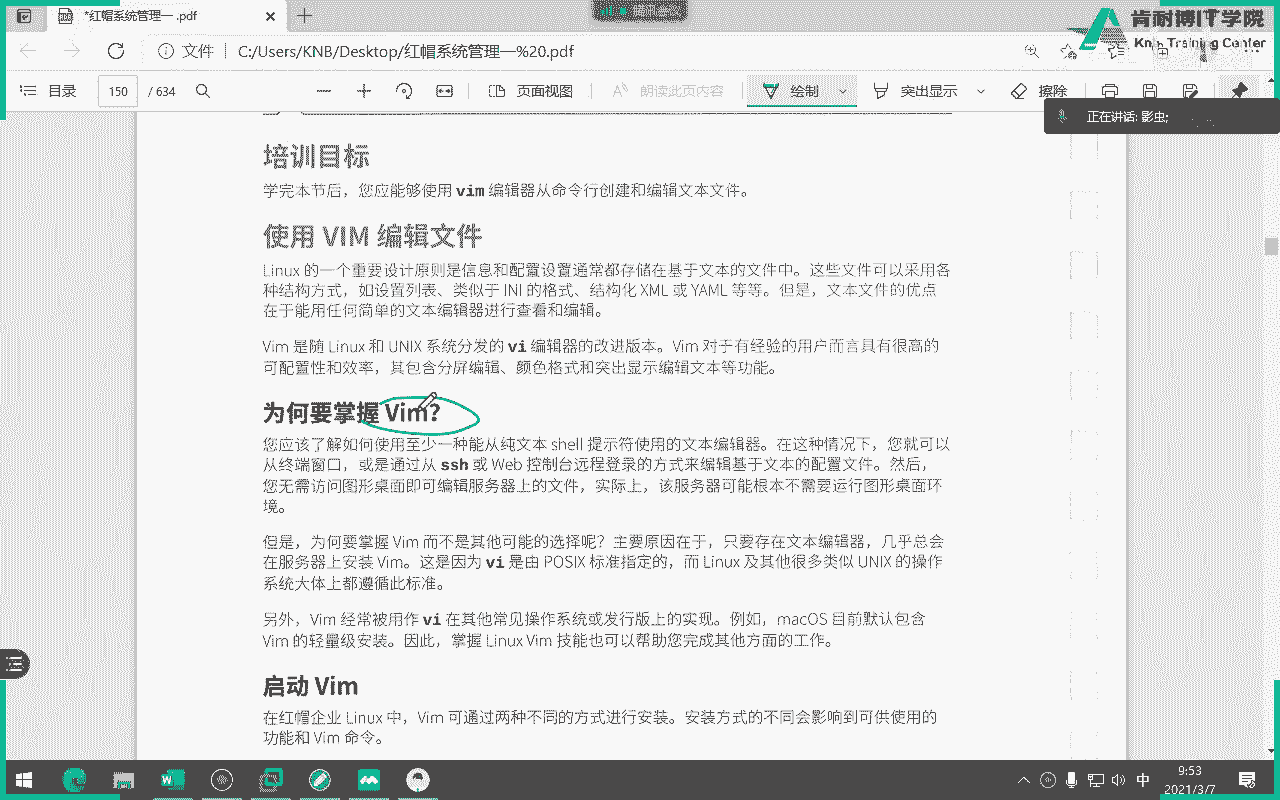 *红帽系统管理一 .pdf
肯耐博IT学院
KNB Training Center
文件
C:/Users/KNB/Desktop/红帽系统管理一%20.pdf
目录
150
/ 634
页面视图
朗读此页内容
绘制
突出显示
擦除
正在讲话: 影虫;
培训目标
学完本节后，您应能够使用 vim 编辑器从命令行创建和编辑文本文件。
使用 VIM 编辑文件
Linux 的一个重要设计原则是信息和配置设置通常都存储在基于文本的文件中。这些文件可以采用各
种结构方式，如设置列表、类似于 INI 的格式、结构化 XML 或 YAML 等等。但是，文本文件的优点
在于能用任何简单的文本编辑器进行查看和编辑。
Vim 是随 Linux 和 UNIX 系统分发的 vi 编辑器的改进版本。Vim 对于有经验的用户而言具有很高的
可配置性和效率，其包含分屏编辑、颜色格式和突出显示编辑文本等功能。
为何要掌握 Vim？
您应该了解如何使用至少一种能从纯文本 shell 提示符使用的文本编辑器。在这种情况下，您就可以
从终端窗口，或是通过从 ssh 或 Web 控制台远程登录的方式来编辑基于文本的配置文件。然后，
您无需访问图形桌面即可编辑服务器上的文件，实际上，该服务器可能根本不需要运行图形桌面环
境。
但是，为何要掌握 Vim 而不是其他可能的选择呢？主要原因在于，只要存在文本编辑器，几乎总会
在服务器上安装 Vim。这是因为 vi 是由 POSIX 标准指定的，而 Linux 及其他很多类似 UNIX 的操作
系统大体上都遵循此标准。
另外，Vim 经常被用作 vi 在其他常见操作系统或发行版上的实现。例如，macOS 目前默认包含
Vim 的轻量级安装。因此，掌握 Linux Vim 技能也可以帮助您完成其他方面的工作。
启动 Vim
在红帽企业 Linux 中，Vim 可通过两种不同的方式进行安装。安装方式的不同会影响到可供使用的
功能和 Vim 命令。
中
9:53
2021/3/7